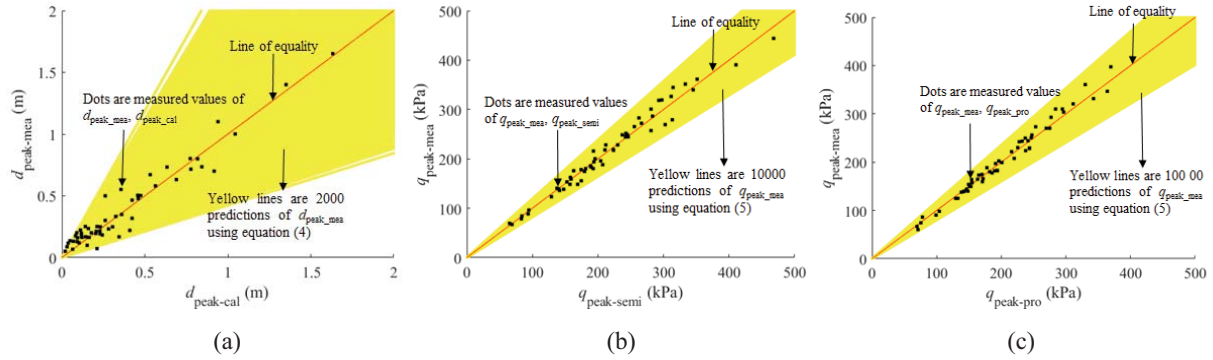 (a)
2
1.5
1
0.5
0
d_peak-mea (m)
Line of equality
Dots are measured values of
d_peak_mea, d_peak_cal
Yellow lines are 2000
predictions of d_peak_mea
using equation (4)
0 0.5 1 1.5 2
d_peak-cal (m)
(a)
500
400
300
200
100
0
q_peak-mea (kPa)
Line of equality
Dots are measured values
of q_peak_mea, q_peak_semi
Yellow lines are 10000
predictions of q_peak_mea
using equation (5)
0 100 200 300 400 500
q_peak-semi (kPa)
(b)
500
400
300
200
100
0
q_peak-mea (kPa)
Line of equality
Dots are measured values
of q_peak_mea, q_peak_pro
Yellow lines are 100 00
predictions of q_peak_mea
using equation (5)
0 100 200 300 400 500
q_peak-pro (kPa)
(c)